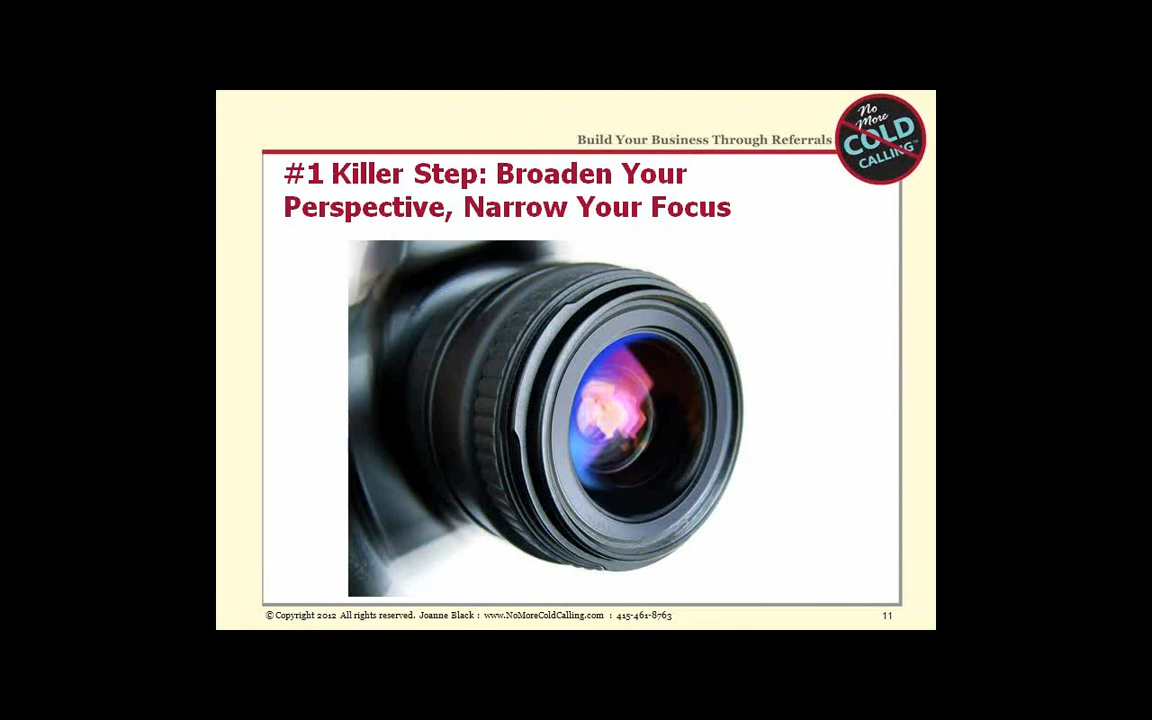 Build Your Business Through Referrals
No
More
COLD
CALLING™
#1 Killer Step: Broaden Your
Perspective, Narrow Your Focus
© Copyright 2012 All rights reserved. Joanne Black : www.NoMoreColdCalling.com : 415-461-8763
11